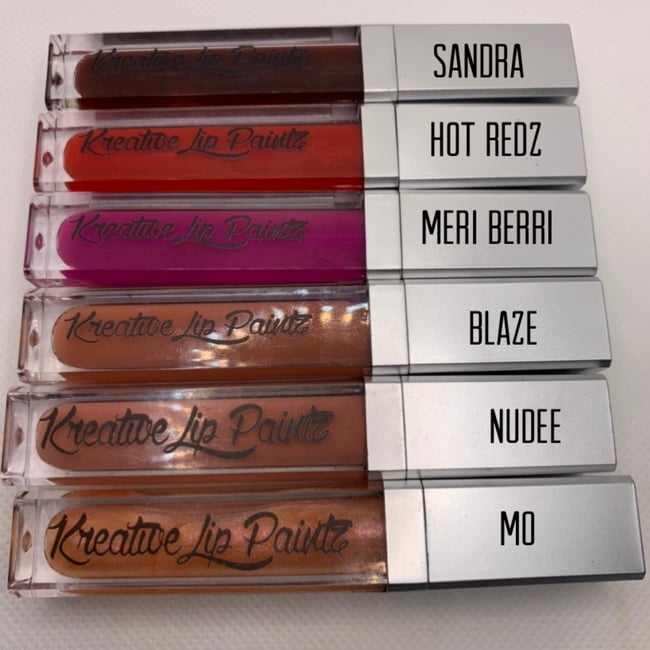 Kreative Lip Paintz SANDRA
Kreative Lip Paintz HOT REDZ
Kreative Lip Paintz MERI BERRI
Kreative Lip Paintz BLAZE
Kreative Lip Paintz NUDEE
Kreative Lip Paintz MO